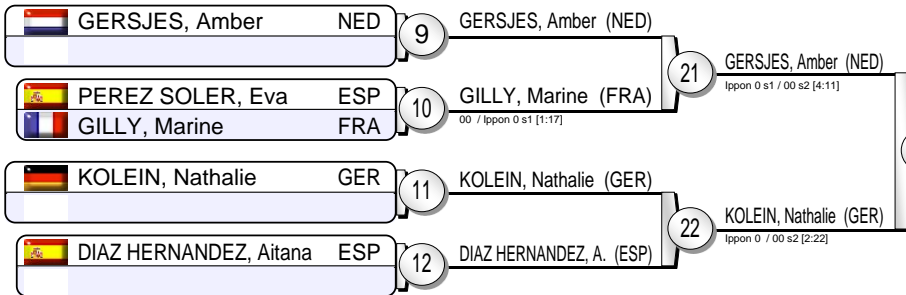 GERSJES, Amber NED
9
GERSJES, Amber (NED)
PEREZ SOLER, Eva ESP
GILLY, Marine FRA
10
GILLY, Marine (FRA)
00 / Ippon 0 s1 [1:17]
21
GERSJES, Amber (NED)
Ippon 0 s1 / 00 s2 [4:11]
KOLEIN, Nathalie GER
11
KOLEIN, Nathalie (GER)
DIAZ HERNANDEZ, Aitana ESP
12
DIAZ HERNANDEZ, A. (ESP)
22
KOLEIN, Nathalie (GER)
Ippon 0 / 00 s2 [2:22]